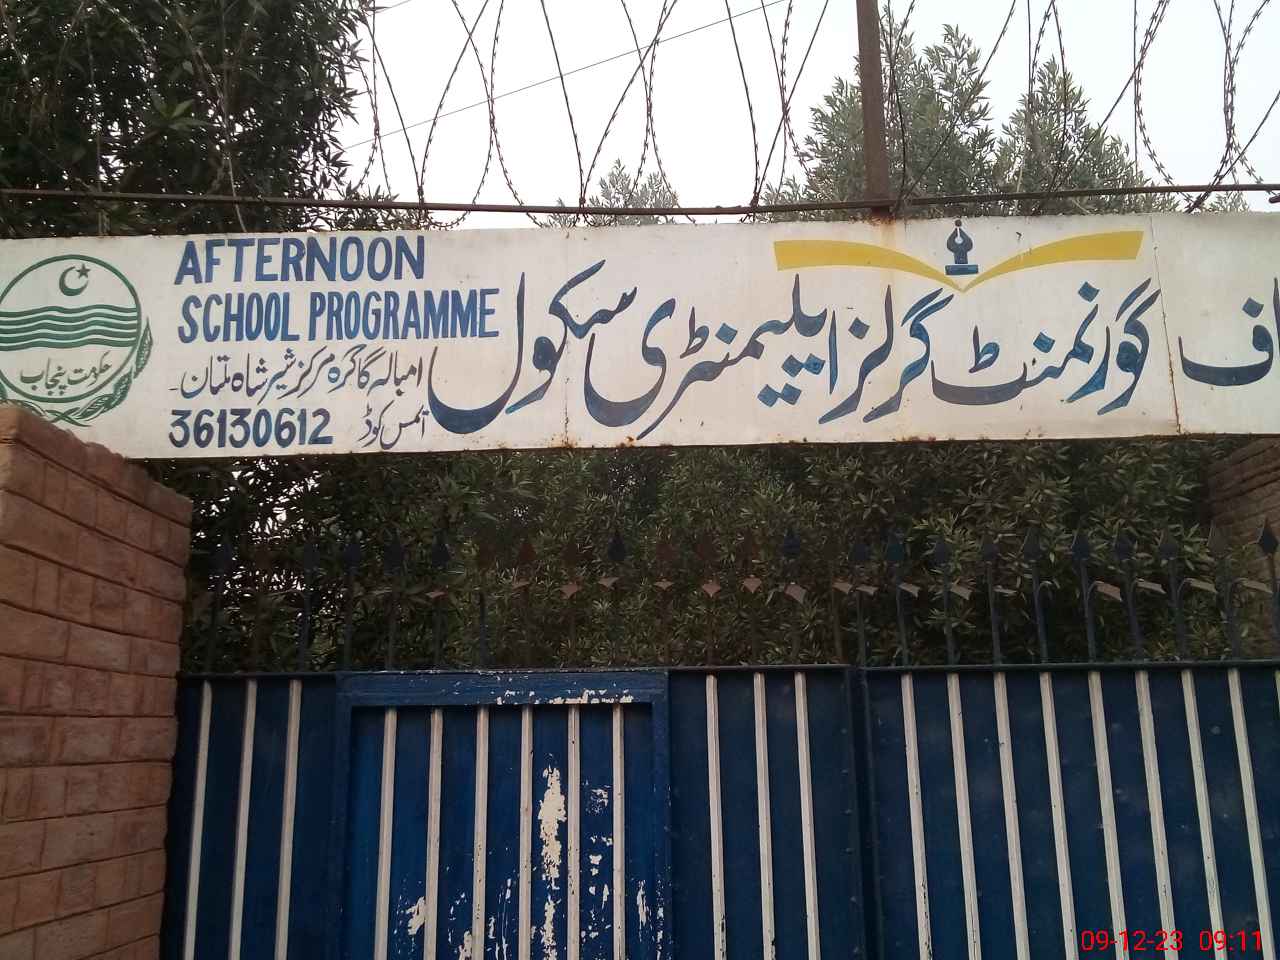 حکومت پنجاب
AFTERNOON
SCHOOL PROGRAMME
گورنمنٹ گرلز ایلیمنٹری سکول
امبالہ گاگرہ مرکز شیر شاہ ملتان۔
ایمس کوڈ 36130612
09-12-23 09:11